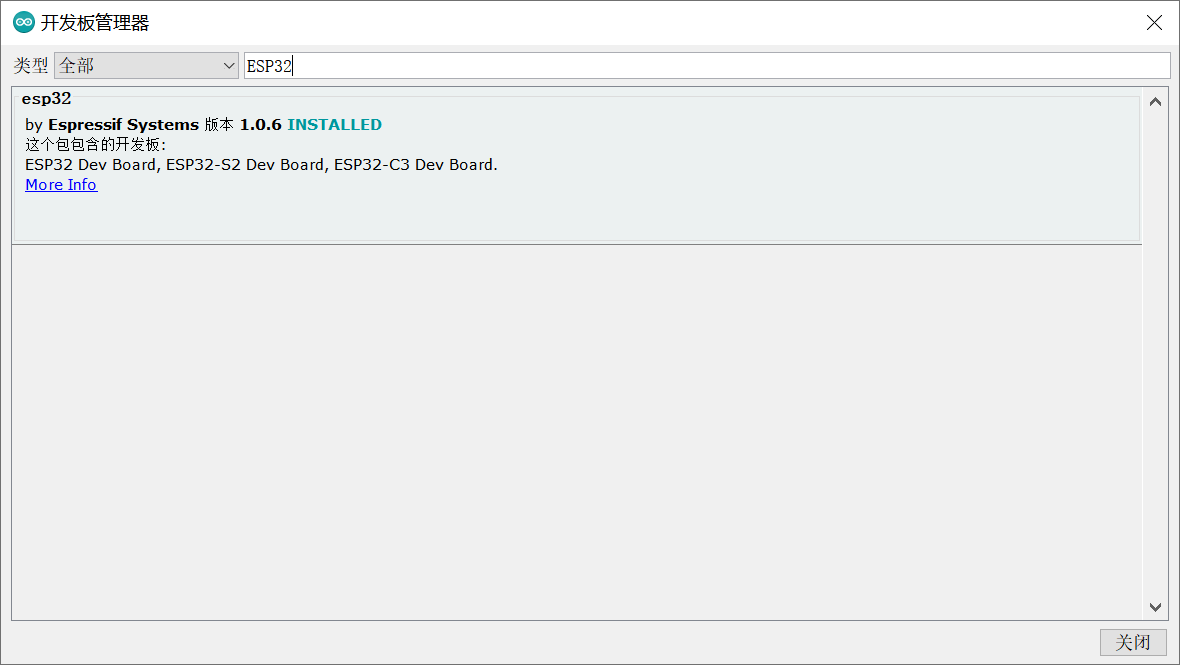 开发板管理器
类型 全部 ESP32
esp32
by Espressif Systems 版本 1.0.6 INSTALLED
这个包包含的开发板:
ESP32 Dev Board, ESP32-S2 Dev Board, ESP32-C3 Dev Board.
More Info
关闭